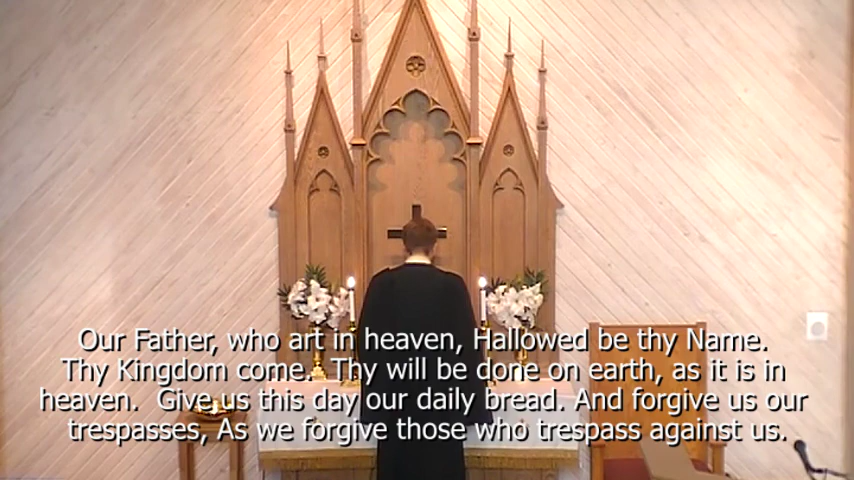 Our Father, who art in heaven, Hallowed be thy Name.
Thy Kingdom come.  Thy will be done on earth, as it is in
heaven.  Give us this day our daily bread. And forgive us our
trespasses, As we forgive those who trespass against us.